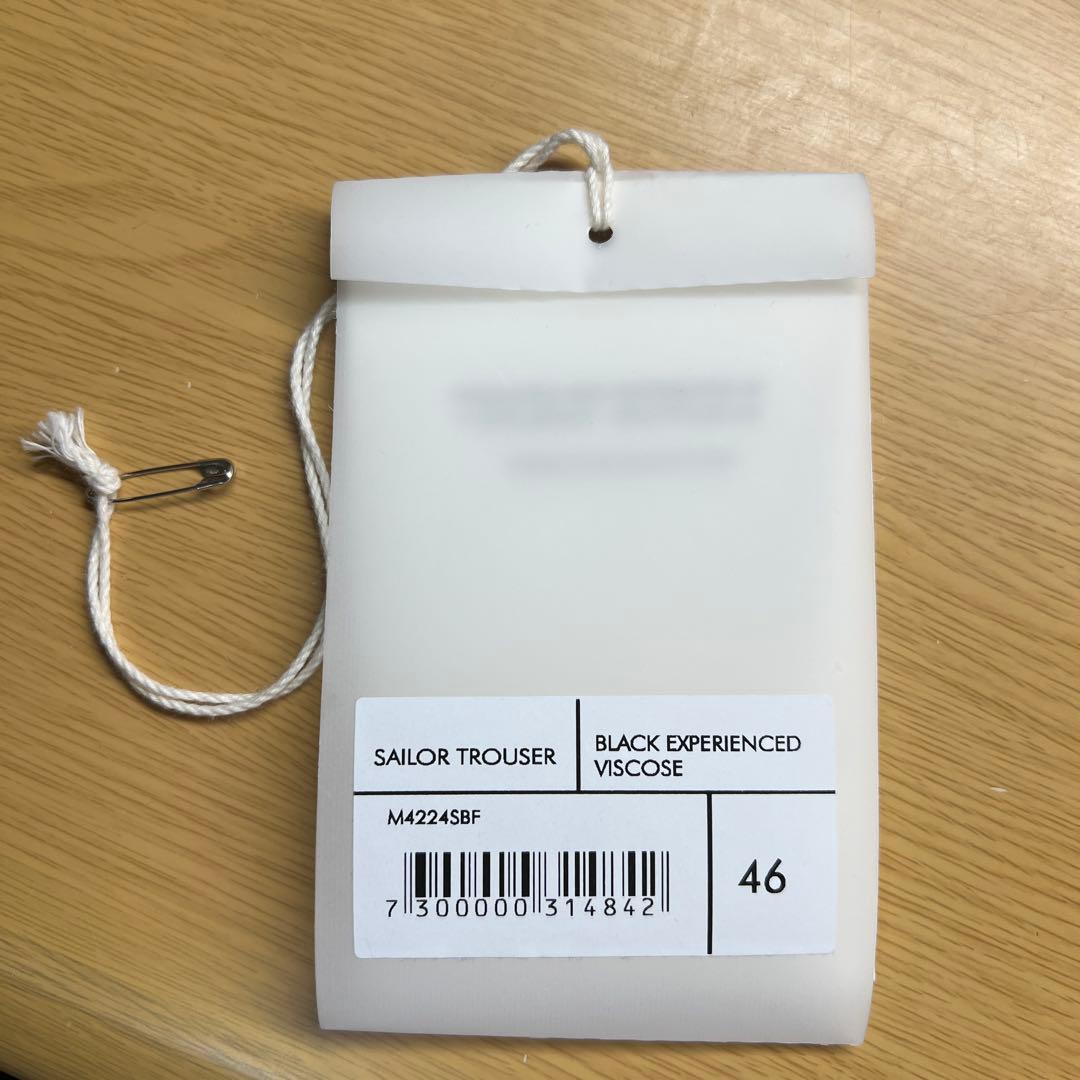 SAILOR TROUSER
BLACK EXPERIENCED
VISCOSE
M4224SBF
7 300000 314842
46